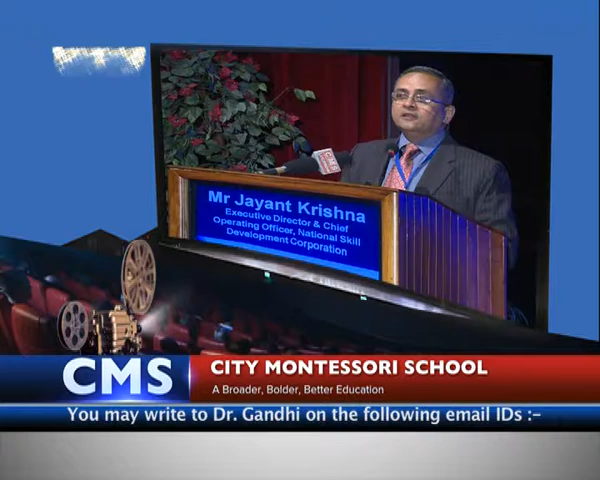 CMS
Mr Jayant Krishna
Executive Director & Chief
Operating Officer, National Skill
Development Corporation
CMS
CITY MONTESSORI SCHOOL
A Broader, Bolder, Better Education
You may write to Dr. Gandhi on the following email IDs :-